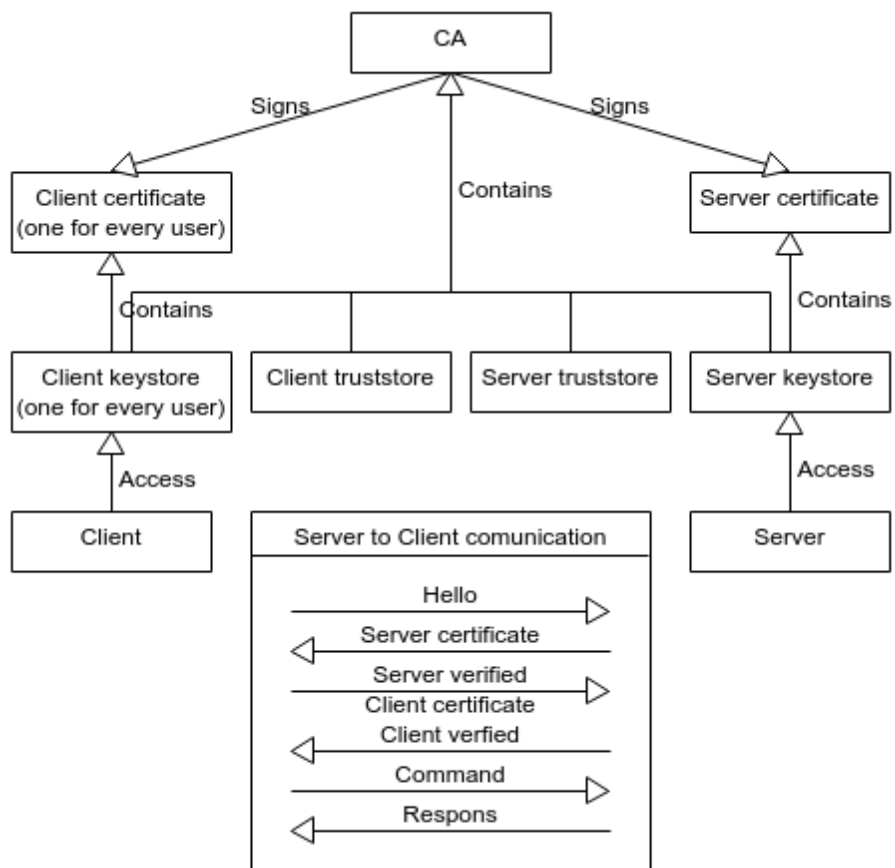 CA
Signs
Signs
Client certificate
(one for every user)
Contains
Server certificate
Contains
Contains
Client keystore
(one for every user)
Client truststore
Server truststore
Server keystore
Access
Access
Client
Server to Client comunication
Server
Hello
Server certificate
Server verified
Client certificate
Client verfied
Command
Respons